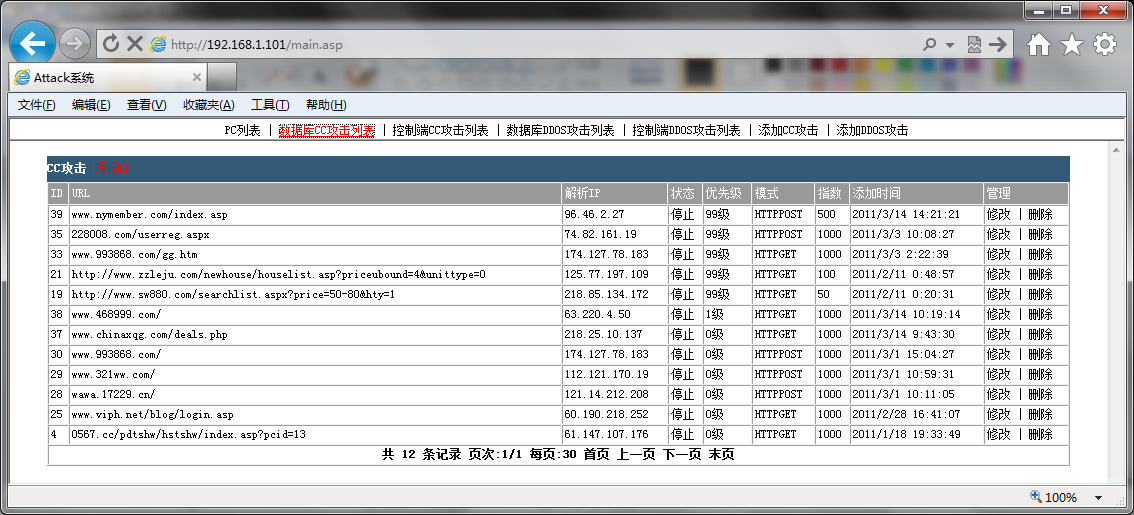 http://192.168.1.101/main.asp
Attack系统
文件(F) 编辑(E) 查看(V) 收藏夹(A) 工具(T) 帮助(H)
PC列表 | 数据库CC攻击列表 | 控制端CC攻击列表 | 数据库DDOS攻击列表 | 控制端DDOS攻击列表 | 添加CC攻击 | 添加DDOS攻击
CC攻击
ID URL 解析IP 状态 优先级 模式 指数 添加时间 管理
39 www.nymember.com/index.asp 96.46.2.27 停止 99级 HTTPPOST 500 2011/3/14 14:21:21 修改 | 删除
35 228008.com/userreg.aspx 74.82.161.19 停止 99级 HTTPPOST 1000 2011/3/3 10:08:27 修改 | 删除
33 www.993868.com/gg.htm 174.127.78.183 停止 99级 HTTPGET 1000 2011/3/3 2:22:39 修改 | 删除
21 http://www.zzleju.com/newhouse/houselist.asp?priceubound=4&unittype=0 125.77.197.109 停止 99级 HTTPGET 100 2011/2/11 0:48:57 修改 | 删除
19 http://www.sw880.com/searchlist.aspx?price=50-80&hty=1 218.85.134.172 停止 99级 HTTPGET 50 2011/2/11 0:20:31 修改 | 删除
38 www.468999.com/ 63.220.4.50 停止 1级 HTTPPOST 1000 2011/3/14 10:19:14 修改 | 删除
37 www.chinaxqg.com/deals.php 218.25.10.137 停止 0级 HTTPGET 1000 2011/3/14 9:43:30 修改 | 删除
30 www.993868.com/ 174.127.78.183 停止 0级 HTTPPOST 1000 2011/3/1 15:04:27 修改 | 删除
29 www.321ww.com/ 112.121.170.19 停止 0级 HTTPPOST 1000 2011/3/1 10:59:31 修改 | 删除
28 wawa.17229.cn/ 121.14.212.208 停止 0级 HTTPPOST 1000 2011/3/1 10:11:05 修改 | 删除
25 www.viph.net/blog/login.asp 60.190.218.252 停止 0级 HTTPGET 1000 2011/2/28 16:41:07 修改 | 删除
4 0567.cc/pdtshw/hstshw/index.asp?pcid=13 61.147.107.176 停止 0级 HTTPGET 1000 2011/1/18 19:33:49 修改 | 删除
共 12 条记录 页次:1/1 每页:30 首页 上一页 下一页 末页
100%